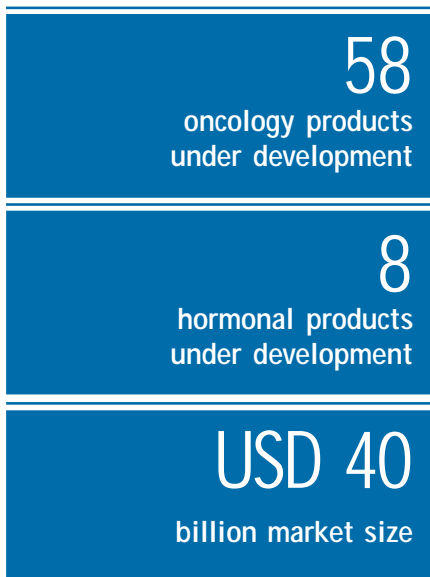 58
oncology products
under development
8
hormonal products
under development
USD 40
billion market size